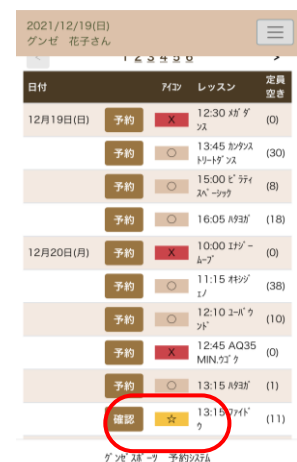 2021/12/19(日)
グンゼ 花子さん
< 1 2 3 4 5 6 >
日付 ｱｲｺﾝ レッスン 定員
空き
12月19日(日) 予約 X 12:30 ﾒｶﾞﾀﾞ
ﾝｽ (0)
予約 ○ 13:45 ｶﾝﾀﾝｽ
ﾄﾘｰﾄﾀﾞﾝｽ (30)
予約 ○ 15:00 ﾋﾟﾗﾃｨ
ｽﾍﾞｰｼｯｸ (8)
予約 ○ 16:05 ﾊﾀﾖｶﾞ (18)
12月20日(月) 予約 X 10:00 ｴﾅｼﾞｰ
ﾑｰﾌﾞ (0)
予約 ○ 11:15 ｵｷｼｼﾞ
ｪﾉ (38)
予約 ○ 12:10 ﾕｰﾊﾞｳ
ﾝﾄﾞ (10)
予約 X 12:45 AQ35
MIN.ｳｺﾞｸ (0)
予約 ○ 13:15 ﾊﾀﾖｶﾞ (1)
確認 ☆ 13:15 ﾌｧｲﾄﾞ
ｩ (11)
ｸﾞﾝｾﾞｽﾎﾟｰﾂ 予約ｼｽﾃﾑ